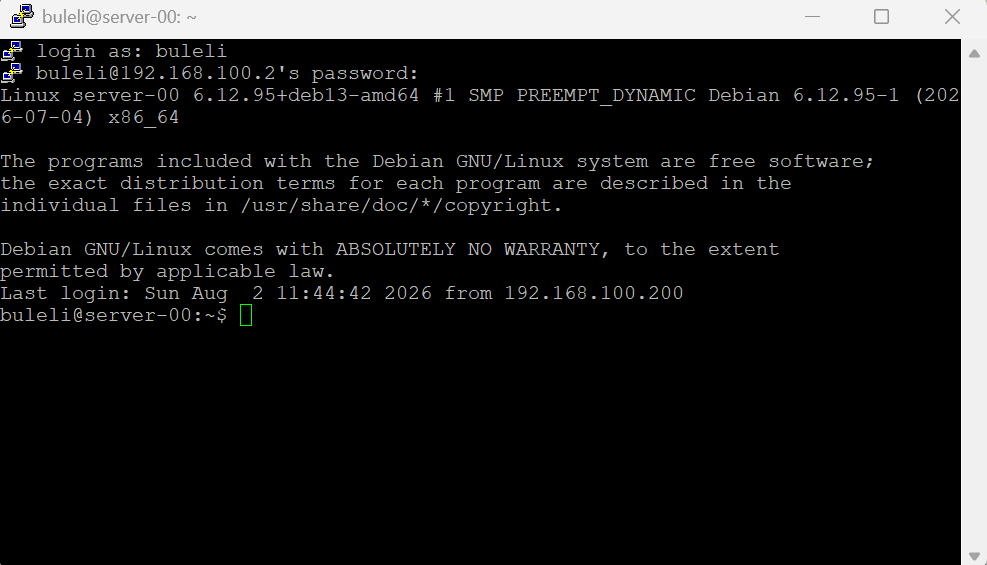 buleli@server-00: ~
login as: buleli
buleli@192.168.100.2's password:
Linux server-00 6.12.95+deb13-amd64 #1 SMP PREEMPT_DYNAMIC Debian 6.12.95-1 (202
6-07-04) x86_64

The programs included with the Debian GNU/Linux system are free software;
the exact distribution terms for each program are described in the
individual files in /usr/share/doc/*/copyright.

Debian GNU/Linux comes with ABSOLUTELY NO WARRANTY, to the extent
permitted by applicable law.
Last login: Sun Aug  2 11:44:42 2026 from 192.168.100.200
buleli@server-00:~$